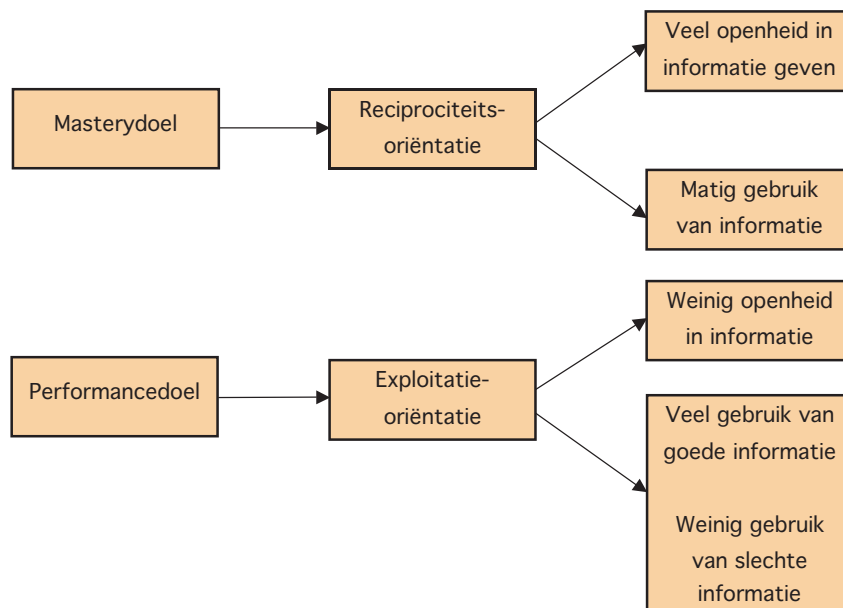 Masterydoel
Reciprociteits-
oriëntatie
Veel openheid in
informatie geven
Matig gebruik
van informatie
Performancedoel
Exploitatie-
oriëntatie
Weinig openheid
in informatie
Veel gebruik van
goede informatie
Weinig gebruik
van slechte
informatie